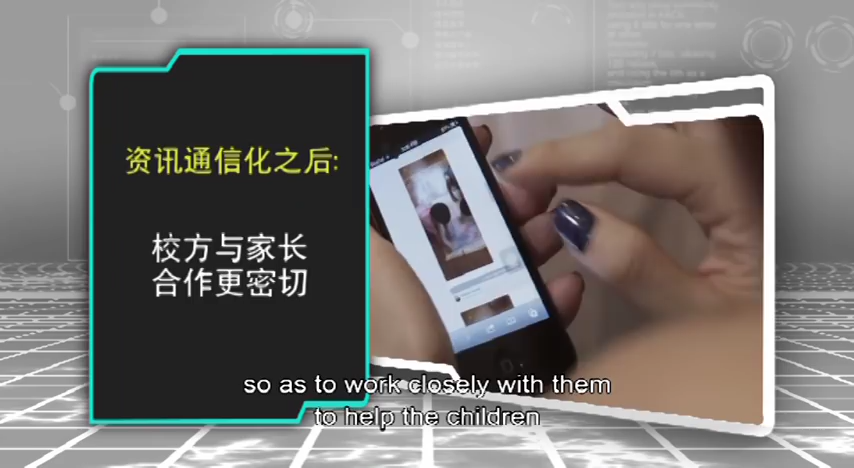 资讯通信化之后:
校方与家长
合作更密切
so as to work closely with them
to help the children